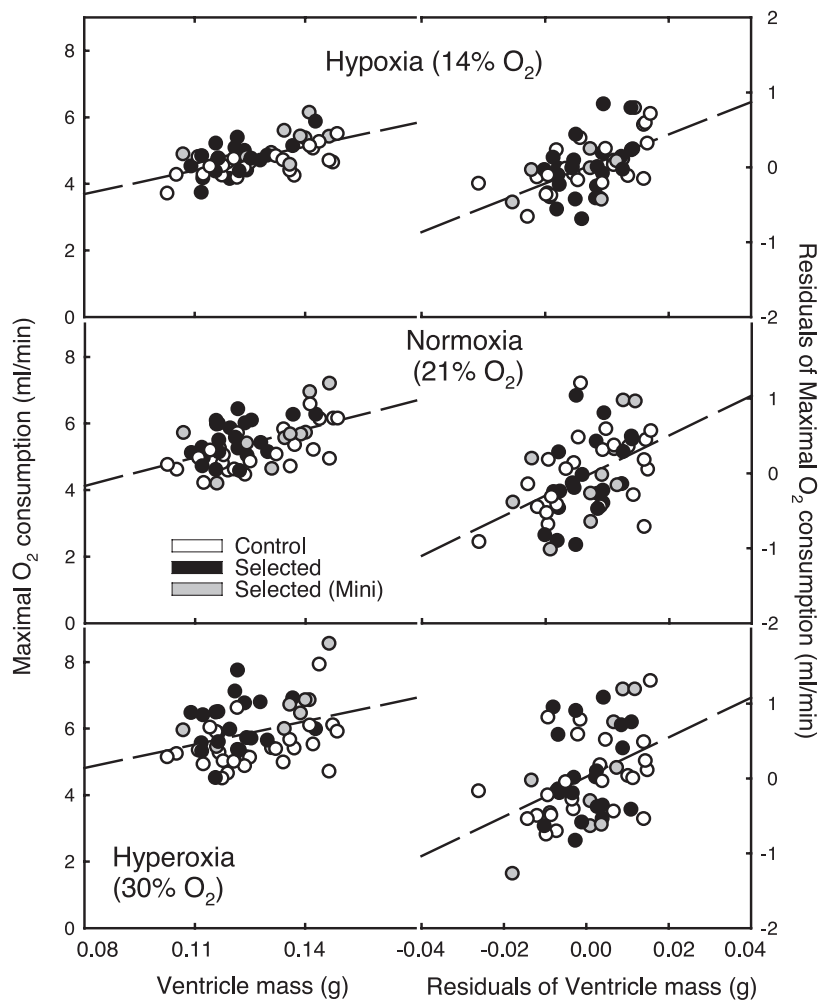 Hypoxia (14% O₂)
8
6
4
2
0
1
0
-1
-2
Normoxia
(21% O₂)
Control
Selected
Selected (Mini)
8
6
4
2
0
1
0
-1
-2
Hyperoxia
(30% O₂)
8
6
4
2
0
1
0
-1
-2
Maximal O₂ consumption (ml/min)
Residuals of Maximal O₂ consumption (ml/min)
0.08
0.11
0.14
-0.04
-0.02
0.00
0.02
0.04
Ventricle mass (g)
Residuals of Ventricle mass (g)